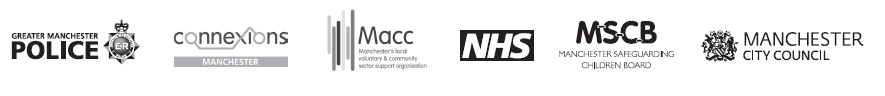 GREATER MANCHESTER
POLICE
E R
connexions
MANCHESTER
Macc
Manchester's local
voluntary & community
sector support organisation
NHS
MSCB
MANCHESTER SAFEGUARDING
CHILDREN BOARD
MANCHESTER
CITY COUNCIL